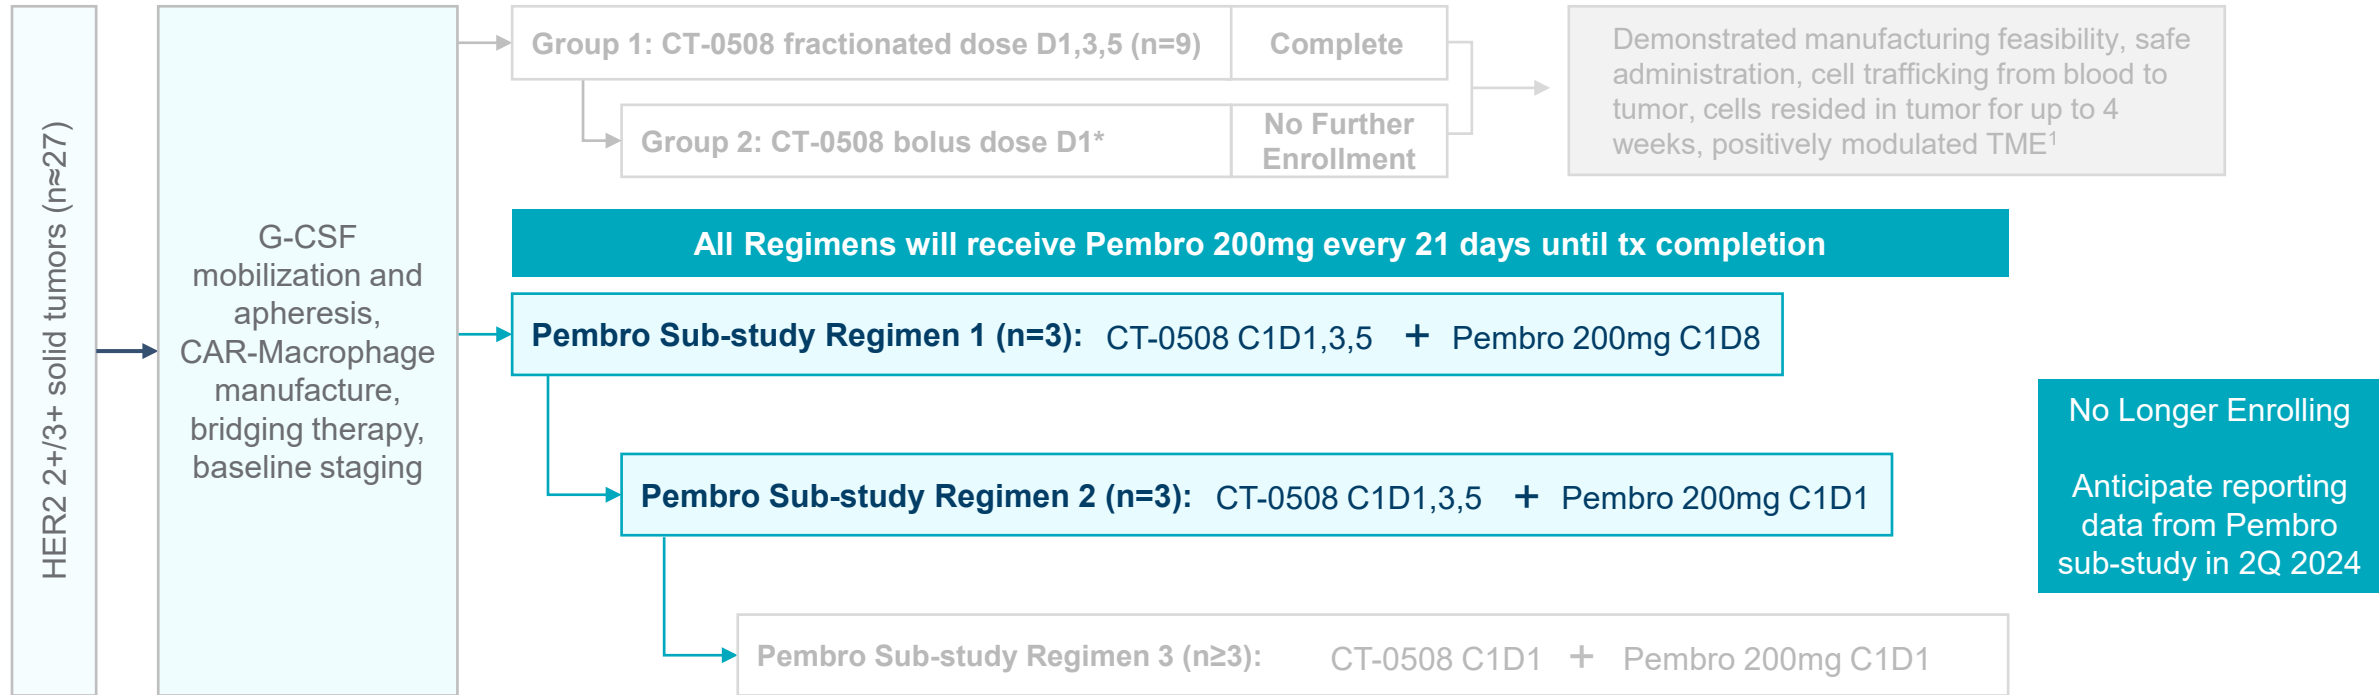 HER2 2+/3+ solid tumors (n≈27)
G-CSF
mobilization and
apheresis,
CAR-Macrophage
manufacture,
bridging therapy,
baseline staging
Group 1: CT-0508 fractionated dose D1,3,5 (n=9)
Complete
Group 2: CT-0508 bolus dose D1*
No Further
Enrollment
Demonstrated manufacturing feasibility, safe
administration, cell trafficking from blood to
tumor, cells resided in tumor for up to 4
weeks, positively modulated TME¹
All Regimens will receive Pembro 200mg every 21 days until tx completion
Pembro Sub-study Regimen 1 (n=3): CT-0508 C1D1,3,5 + Pembro 200mg C1D8
Pembro Sub-study Regimen 2 (n=3): CT-0508 C1D1,3,5 + Pembro 200mg C1D1
Pembro Sub-study Regimen 3 (n≥3): CT-0508 C1D1 + Pembro 200mg C1D1
No Longer Enrolling
Anticipate reporting
data from Pembro
sub-study in 2Q 2024